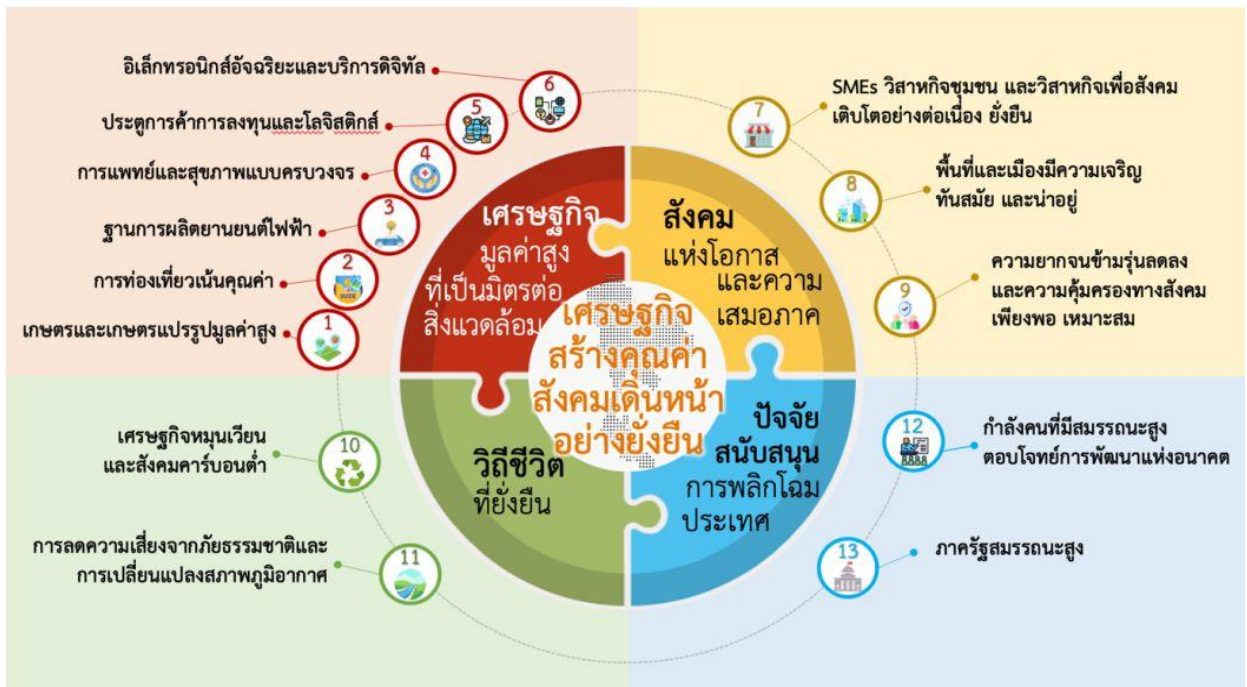 อิเล็กทรอนิกส์อัจฉริยะและบริการดิจิทัล
6
ประตูการค้าการลงทุนและโลจิสติกส์
5
การแพทย์และสุขภาพแบบครบวงจร
4
ฐานการผลิตยานยนต์ไฟฟ้า
3
การท่องเที่ยวเน้นคุณค่า
2
GUIDE
เกษตรและเกษตรแปรรูปมูลค่าสูง
1
เศรษฐกิจ
มูลค่าสูง
ที่เป็นมิตรต่อ
สิ่งแวดล้อม
สังคม
แห่งโอกาส
และความ
เสมอภาค
7
SMEs วิสาหกิจชุมชน และวิสาหกิจเพื่อสังคม
เติบโตอย่างต่อเนื่อง ยั่งยืน
8
พื้นที่และเมืองมีความเจริญ
ทันสมัย และน่าอยู่
9
ความยากจนข้ามรุ่นลดลง
และความคุ้มครองทางสังคม
เพียงพอ เหมาะสม
เศรษฐกิจ
สร้างคุณค่า
สังคมเดินหน้า
อย่างยั่งยืน
เศรษฐกิจหมุนเวียน
และสังคมคาร์บอนต่ำ
10
การลดความเสี่ยงจากภัยธรรมชาติและ
การเปลี่ยนแปลงสภาพภูมิอากาศ
11
วิถีชีวิต
ที่ยั่งยืน
ปัจจัย
สนับสนุน
การพลิกโฉม
ประเทศ
12
กำลังคนที่มีสมรรถนะสูง
ตอบโจทย์การพัฒนาแห่งอนาคต
13
ภาครัฐสมรรถนะสูง